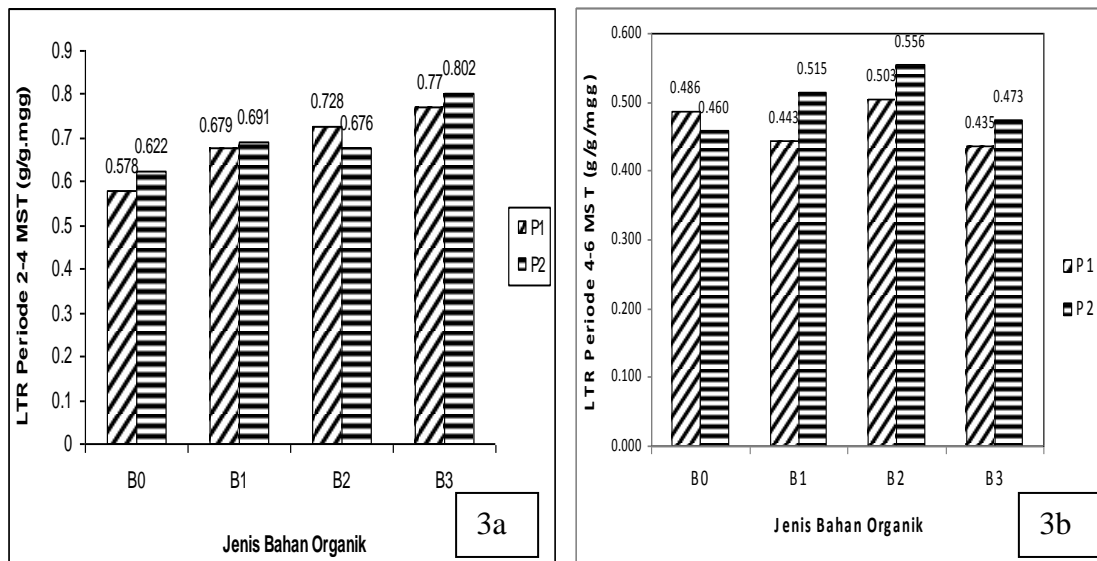 LTR Periode 2-4 MST (g/g.mgg)
0.9
0.8
0.7
0.6
0.5
0.4
0.3
0.2
0.1
0
0.578
0.622
0.679
0.691
0.728
0.676
0.77
0.802
B0
B1
B2
B3
Jenis Bahan Organik
P1
P2
3a
LTR Periode 4-6 MST (g/g/mgg)
0.600
0.500
0.400
0.300
0.200
0.100
0.000
0.486
0.460
0.443
0.515
0.503
0.556
0.435
0.473
B0
B1
B2
B3
Jenis Bahan Organik
P1
P2
3b